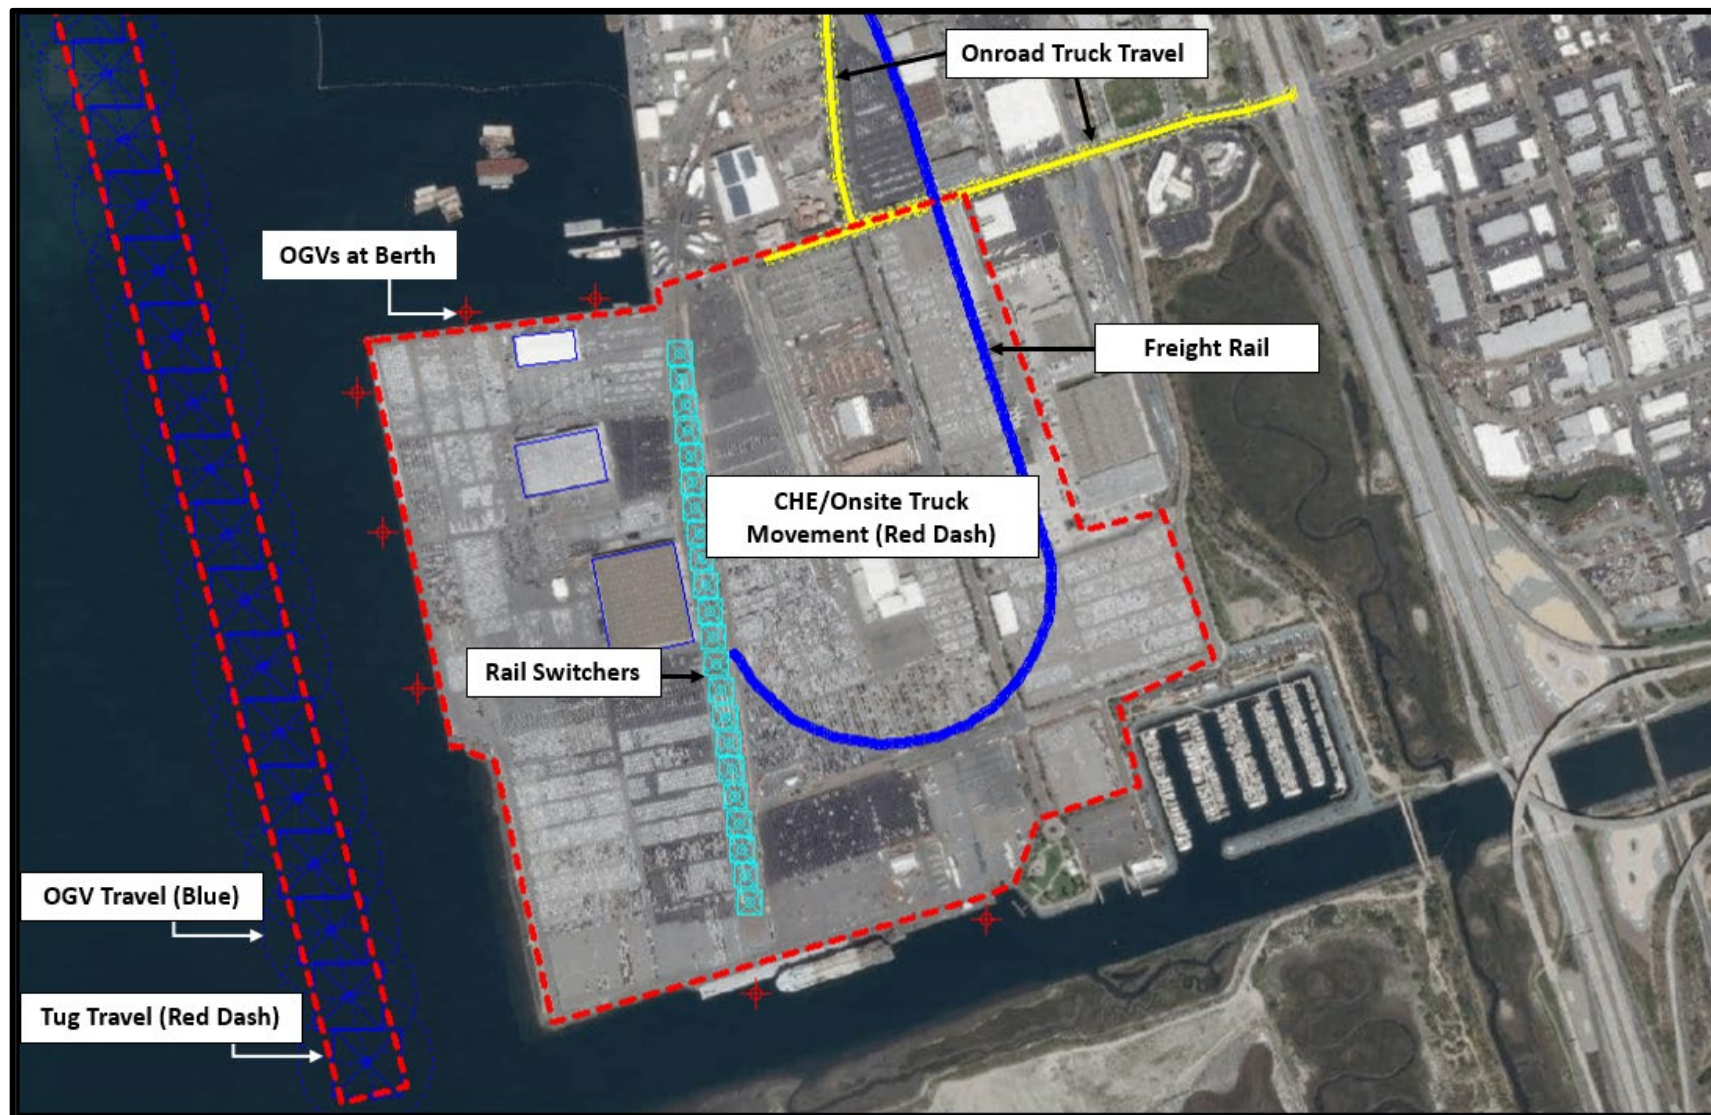 Onroad Truck Travel
OGVs at Berth
Freight Rail
CHE/Onsite Truck
Movement (Red Dash)
Rail Switchers
OGV Travel (Blue)
Tug Travel (Red Dash)